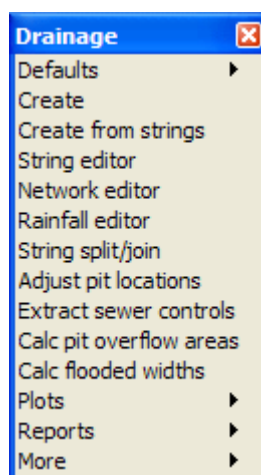 Drainage
Defaults
Create
Create from strings
String editor
Network editor
Rainfall editor
String split/join
Adjust pit locations
Extract sewer controls
Calc pit overflow areas
Calc flooded widths
Plots
Reports
More